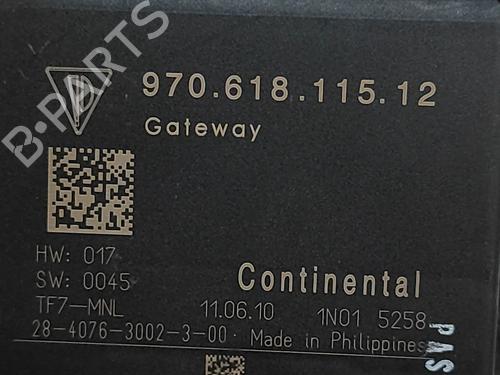 B-PARTS
970.618.115.12
Gateway
HW: 017
SW: 0045
Continental
TF7-MNL 11.06.10 1N01 5258
28-4076-3002-3-00 Made in Philippines
PAS